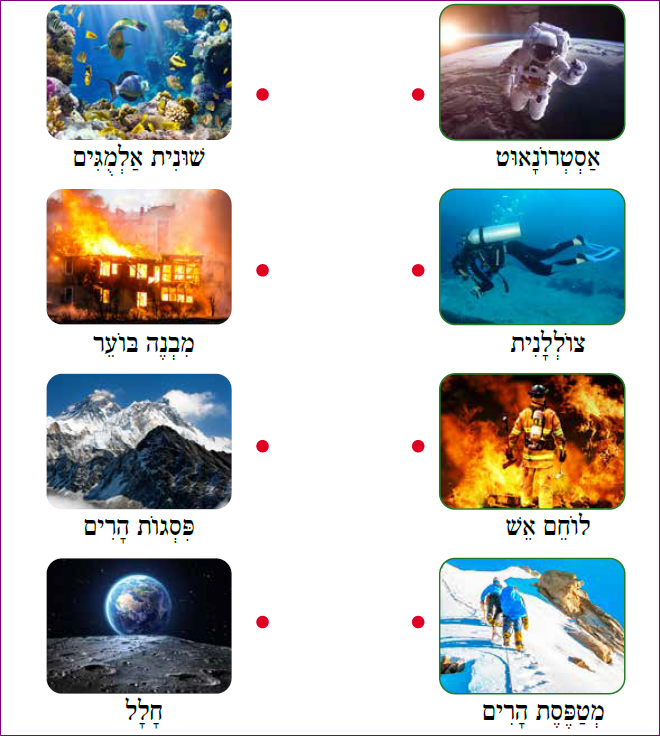 אַסְטְרוֹנָאוּט
שׁוּנִית אַלְמֻגִּים
צוֹלְלָנִית
מִבְנֶה בּוֹעֵר
לוֹחֵם אֵשׁ
פִּסְגוֹת הָרִים
מְטַפֶּסֶת הָרִים
חָלָל